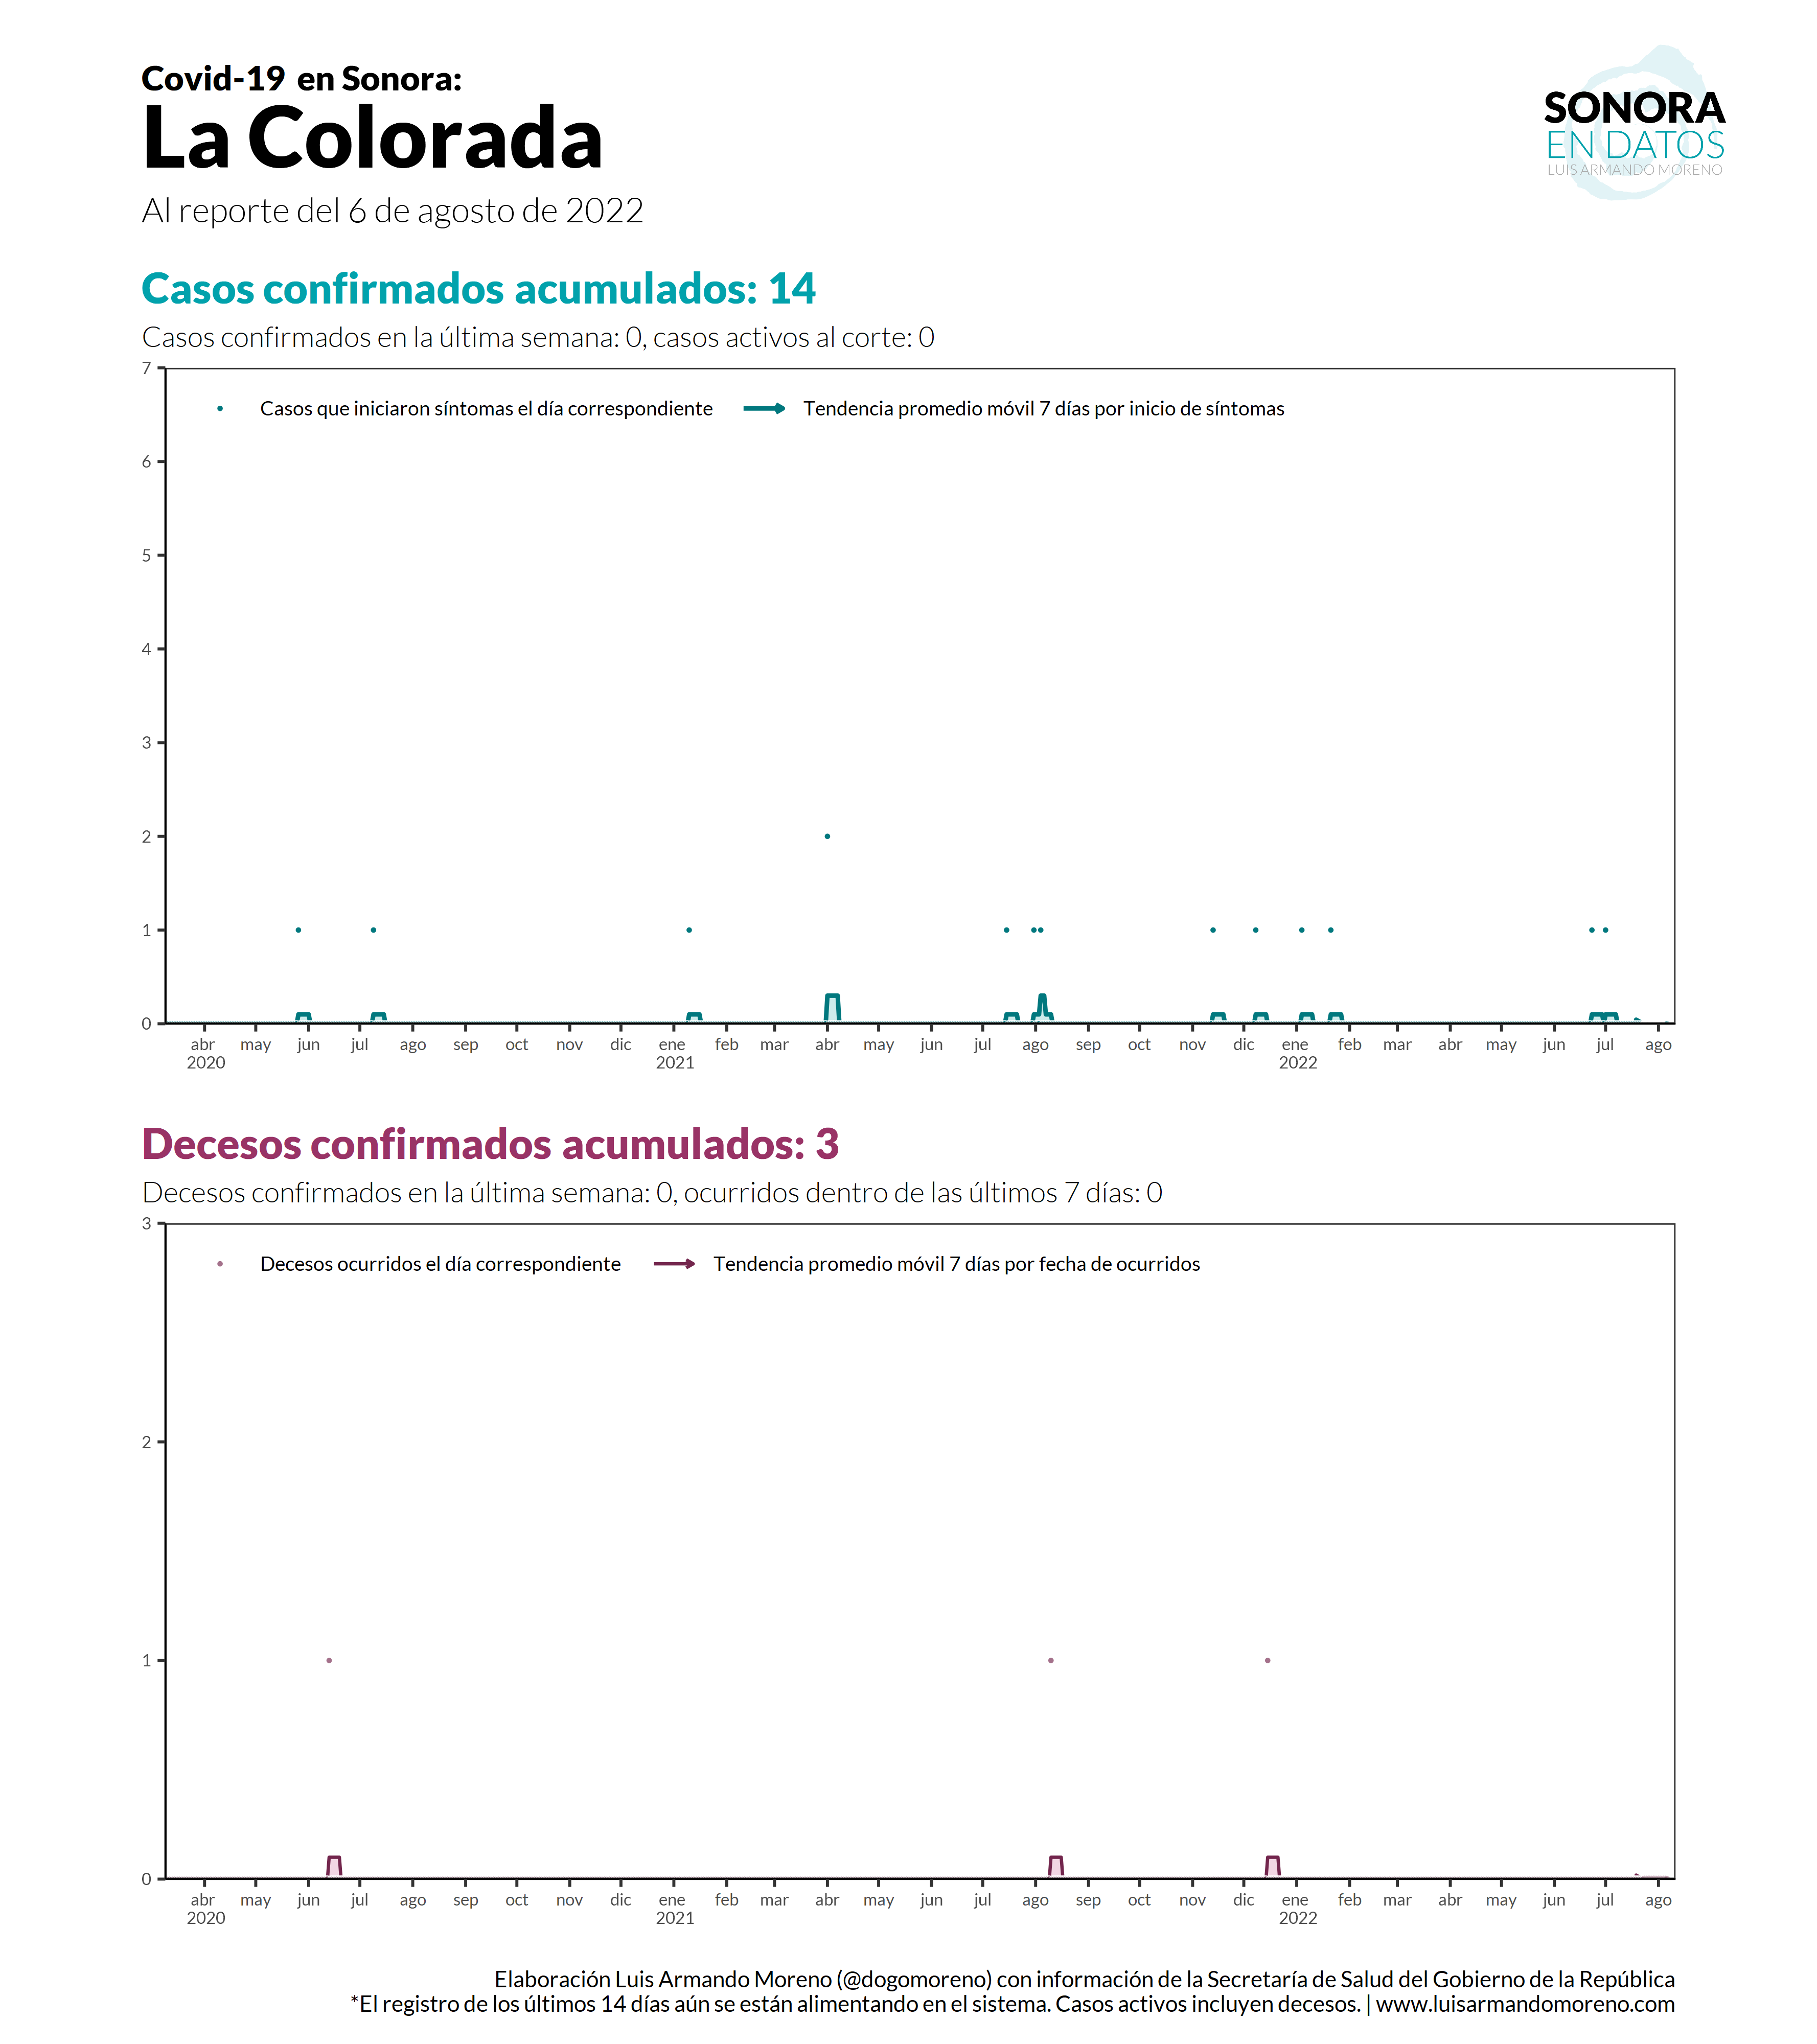 Covid-19 en Sonora:
La Colorada
Al reporte del 6 de agosto de 2022
SONORA
EN DATOS
LUIS ARMANDO MORENO
Casos confirmados acumulados: 14
Casos confirmados en la última semana: 0, casos activos al corte: 0
Casos que iniciaron síntomas el día correspondiente Tendencia promedio móvil 7 días por inicio de síntomas
7
6
5
4
3
2
1
0
abr may jun jul ago sep oct nov dic ene feb mar abr may jun jul ago sep oct nov dic ene feb mar abr may jun jul ago
2020 2021 2022
Decesos confirmados acumulados: 3
Decesos confirmados en la última semana: 0, ocurridos dentro de las últimos 7 días: 0
Decesos ocurridos el día correspondiente Tendencia promedio móvil 7 días por fecha de ocurridos
3
2
1
0
abr may jun jul ago sep oct nov dic ene feb mar abr may jun jul ago sep oct nov dic ene feb mar abr may jun jul ago
2020 2021 2022
Elaboración Luis Armando Moreno (@dogomoreno) con información de la Secretaría de Salud del Gobierno de la República
*El registro de los últimos 14 días aún se están alimentando en el sistema. Casos activos incluyen decesos. | www.luisarmandomoreno.com